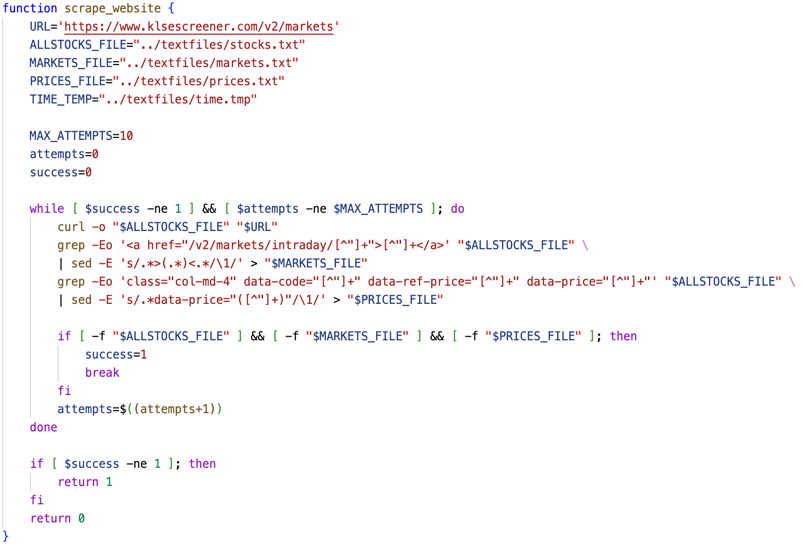 function scrape_website {
    URL='https://www.klsescreener.com/v2/markets'
    ALLSTOCKS_FILE="../textfiles/stocks.txt"
    MARKETS_FILE="../textfiles/markets.txt"
    PRICES_FILE="../textfiles/prices.txt"
    TIME_TEMP="../textfiles/time.tmp"

    MAX_ATTEMPTS=10
    attempts=0
    success=0

    while [ $success -ne 1 ] && [ $attempts -ne $MAX_ATTEMPTS ]; do
        curl -o "$ALLSTOCKS_FILE" "$URL"
        grep -Eo '<a href="/v2/markets/intraday/[^"]+">[^"]+</a>' "$ALLSTOCKS_FILE" \
        | sed -E 's/.*>(.*)<.*/\1/' > "$MARKETS_FILE"
        grep -Eo 'class="col-md-4" data-code="[^"]+" data-ref-price="[^"]+" data-price="[^"]+"' "$ALLSTOCKS_FILE" \
        | sed -E 's/.*data-price="([^"]+)"/\1/' > "$PRICES_FILE"

        if [ -f "$ALLSTOCKS_FILE" ] && [ -f "$MARKETS_FILE" ] && [ -f "$PRICES_FILE" ]; then
            success=1
            break
        fi
        attempts=$((attempts+1))
    done

    if [ $success -ne 1 ]; then
        return 1
    fi
    return 0
}